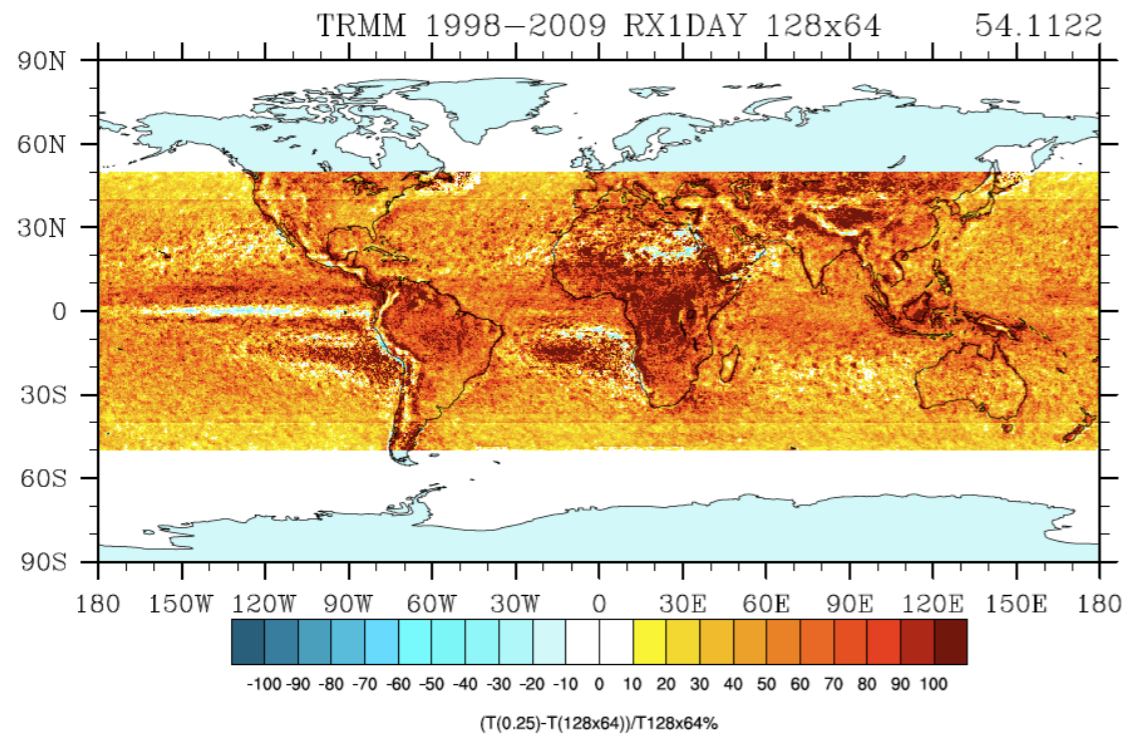 TRMM 1998-2009 RX1DAY 128x64 54.1122
90N
60N
30N
0
30S
60S
90S
180 150W 120W 90W 60W 30W 0 30E 60E 90E 120E 150E 180
-100 -90 -80 -70 -60 -50 -40 -30 -20 -10 0 10 20 30 40 50 60 70 80 90 100
(T(0.25)-T(128x64))/T128x64%